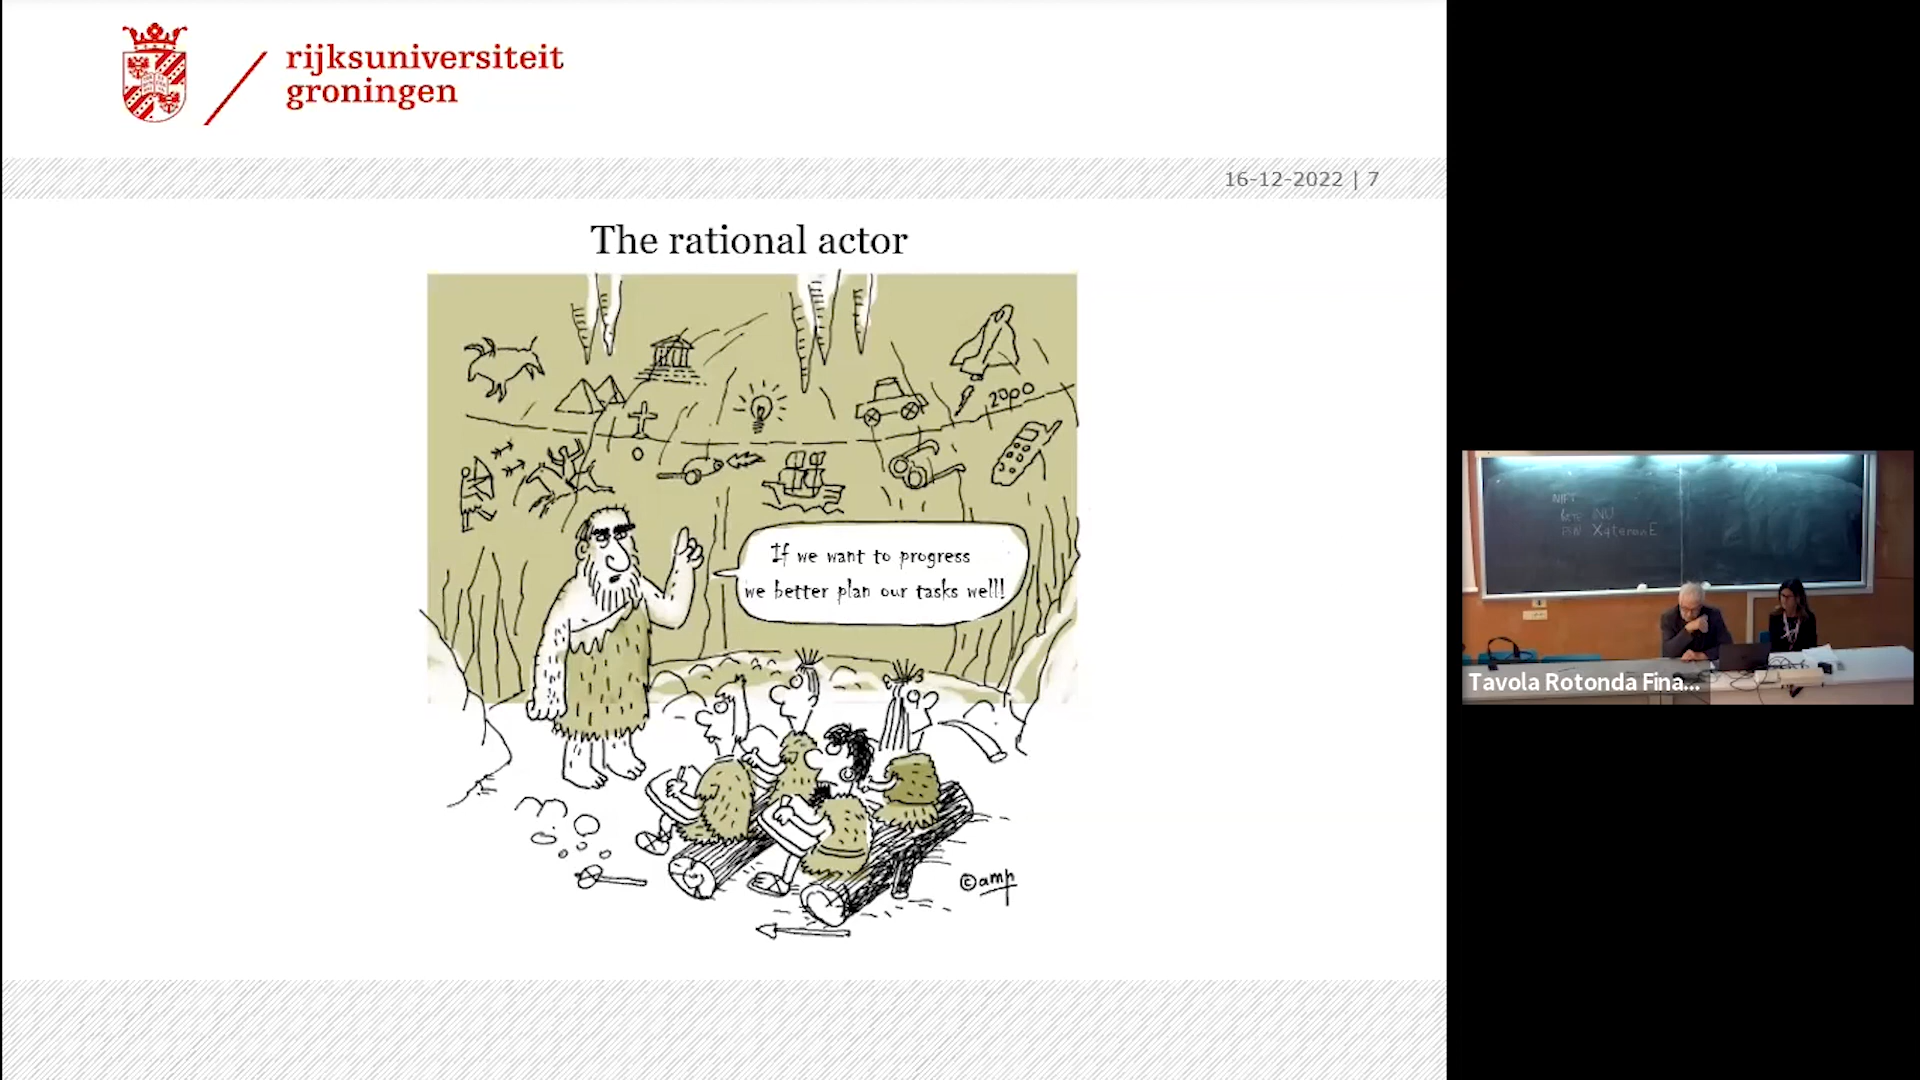 rijksuniversiteit
groningen
16-12-2022 | 7
The rational actor
2000
If we want to progress
we better plan our tasks well!
©amp
Tavola Rotonda Fina...